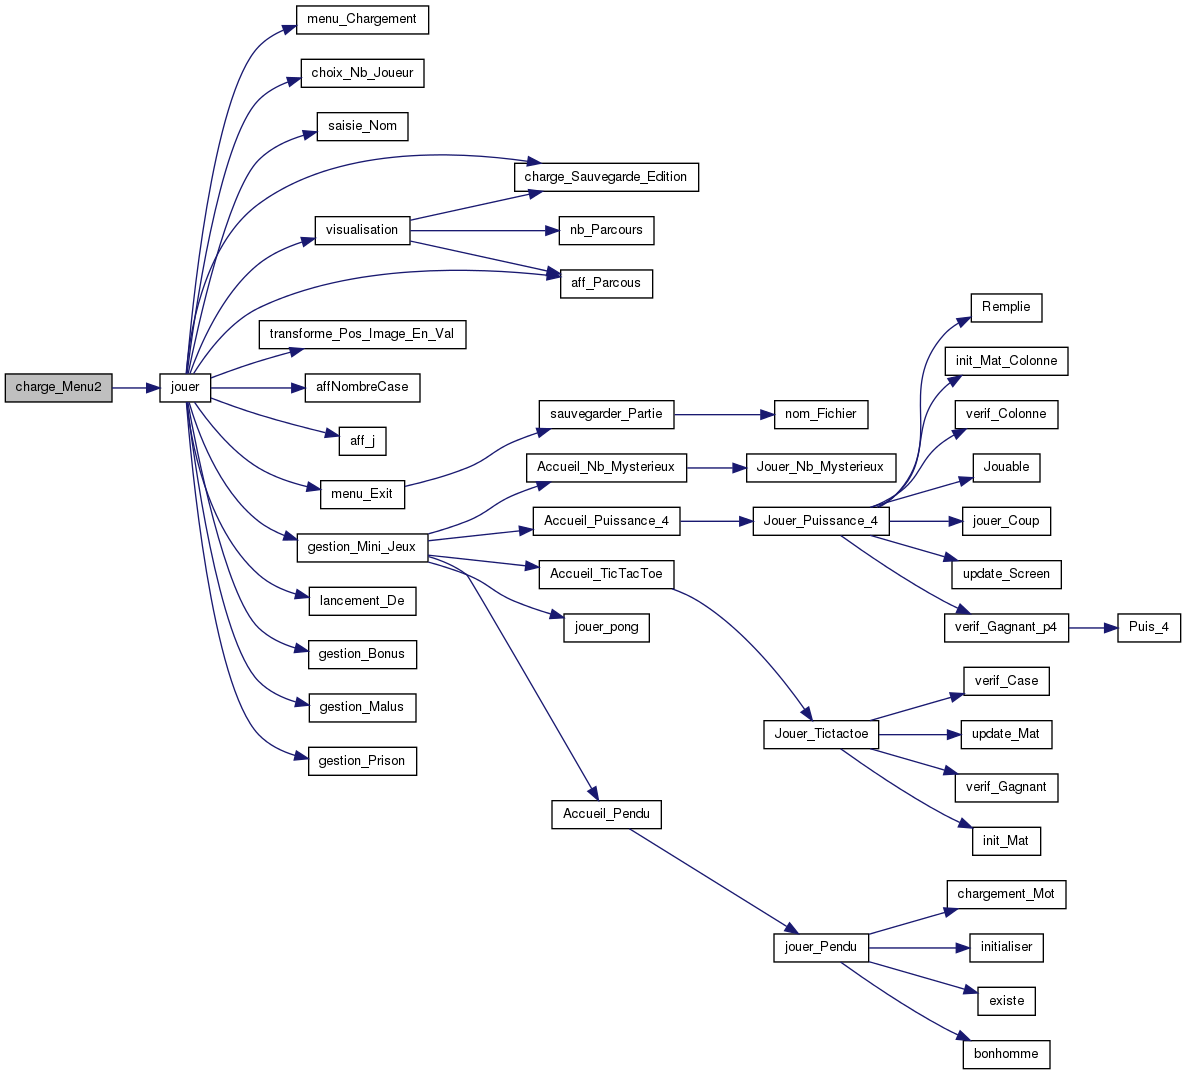 menu_Chargement
choix_Nb_Joueur
saisie_Nom
charge_Sauvegarde_Edition
visualisation
nb_Parcours
aff_Parcous
Remplie
transforme_Pos_Image_En_Val
init_Mat_Colonne
charge_Menu2
jouer
affNombreCase
sauvegarder_Partie
nom_Fichier
verif_Colonne
aff_j
Accueil_Nb_Mysterieux
Jouer_Nb_Mysterieux
Jouable
menu_Exit
Accueil_Puissance_4
Jouer_Puissance_4
jouer_Coup
gestion_Mini_Jeux
Accueil_TicTacToe
update_Screen
lancement_De
jouer_pong
verif_Gagnant_p4
Puis_4
gestion_Bonus
verif_Case
gestion_Malus
Jouer_Tictactoe
update_Mat
gestion_Prison
verif_Gagnant
Accueil_Pendu
init_Mat
chargement_Mot
jouer_Pendu
initialiser
existe
bonhomme